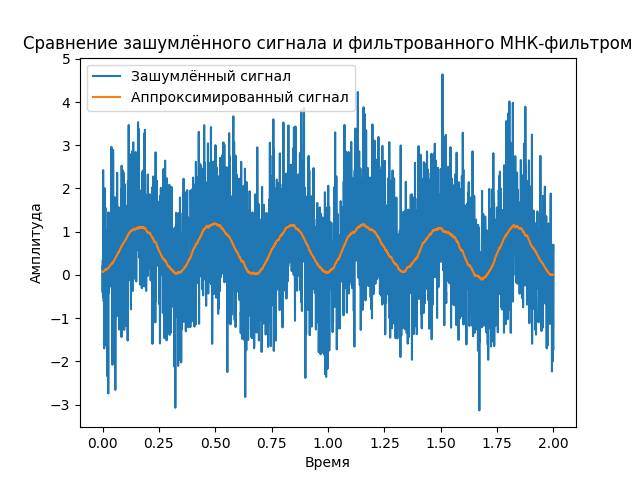 Сравнение зашумлённого сигнала и фильтрованного МНК-фильтром
Зашумлённый сигнал
Аппроксимированный сигнал
Амплитуда
5
4
3
2
1
0
−1
−2
−3
0.00 0.25 0.50 0.75 1.00 1.25 1.50 1.75 2.00
Время